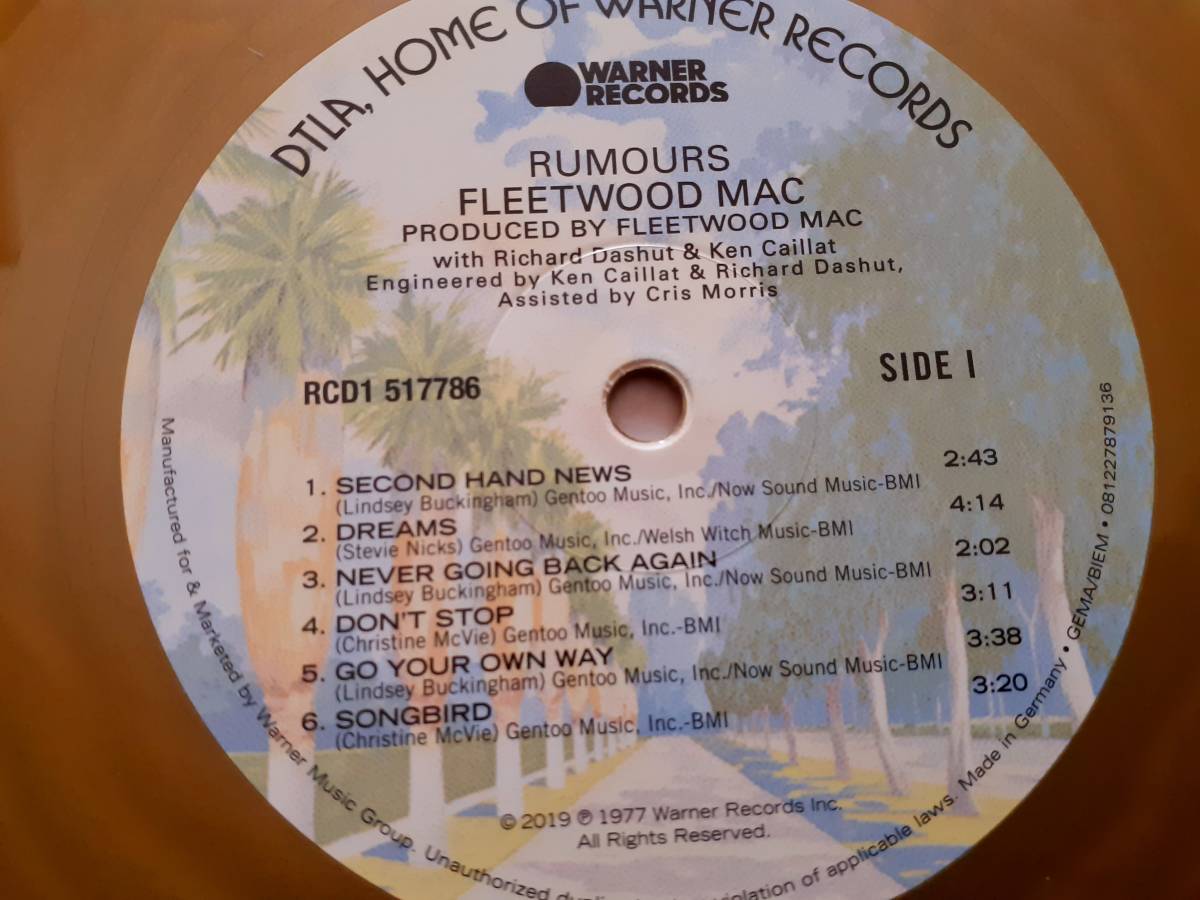 DTLA, HOME OF WARNER RECORDS
WARNER
RECORDS
RUMOURS
FLEETWOOD MAC
PRODUCED BY FLEETWOOD MAC
with Richard Dashut & Ken Caillat
Engineered by Ken Caillat & Richard Dashut,
Assisted by Cris Morris
RCD1 517786
SIDE 1
1. SECOND HAND NEWS 2:43
(Lindsey Buckingham) Gentoo Music, Inc./Now Sound Music-BMI
2. DREAMS 4:14
(Stevie Nicks) Gentoo Music, Inc./Welsh Witch Music-BMI
3. NEVER GOING BACK AGAIN 2:02
(Lindsey Buckingham) Gentoo Music, Inc./Now Sound Music-BMI
4. DON'T STOP 3:11
(Christine McVie) Gentoo Music, Inc.-BMI
5. GO YOUR OWN WAY 3:38
(Lindsey Buckingham) Gentoo Music, Inc./Now Sound Music-BMI
6. SONGBIRD 3:20
(Christine McVie) Gentoo Music, Inc.-BMI
© 2019 ℗ 1977 Warner Records Inc.
All Rights Reserved.
Manufactured for & Marketed by Warner Music Group. Unauthorized violation of applicable laws. Made in Germany • GEMA/BIEM • 081227879136